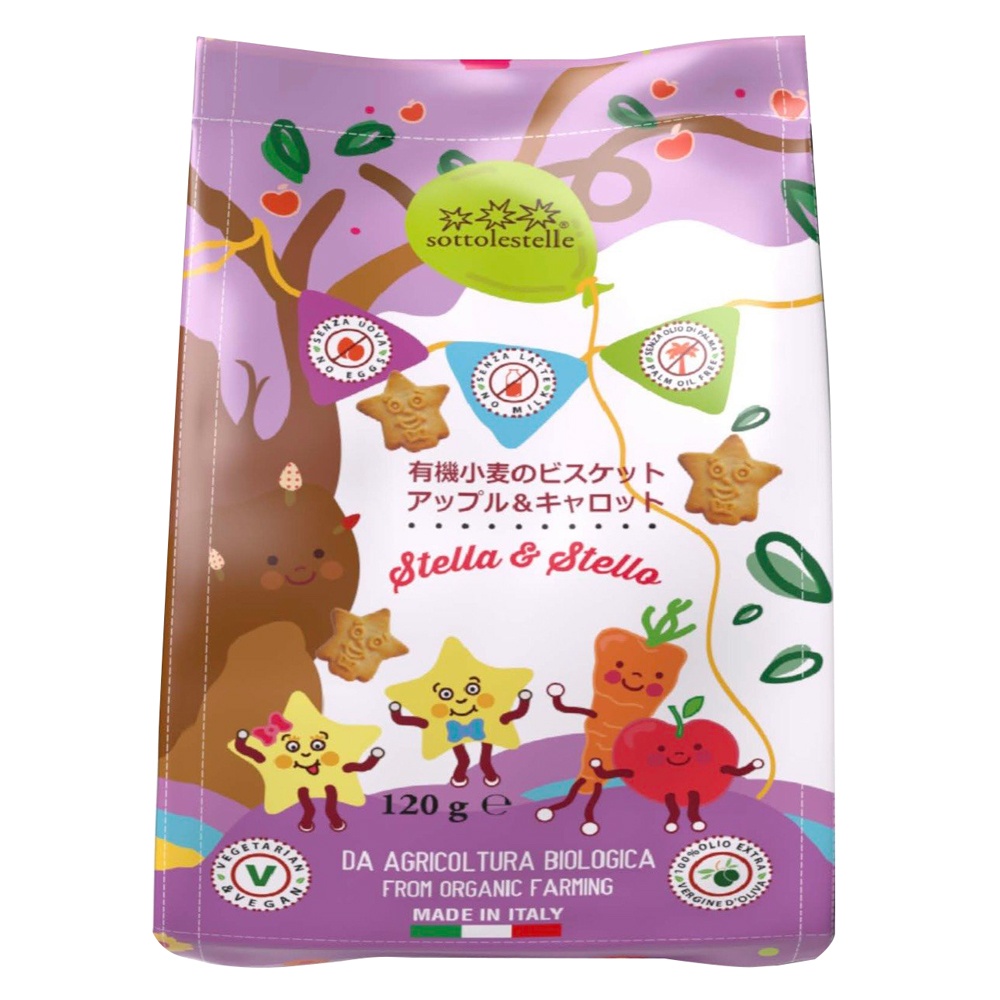 sottolestelle®
SENZA UOVA
NO EGGS
SENZA LATTE
NO MILK
SENZA OLIO DI PALMA
PALM OIL FREE
有機小麦のビスケット
アップル&キャロット
Stella & Stello
120 g ℮
VEGETARIAN
V
& VEGAN
DA AGRICOLTURA BIOLOGICA
FROM ORGANIC FARMING
MADE IN ITALY
100% OLIO EXTRA
VERGINE D'OLIVA